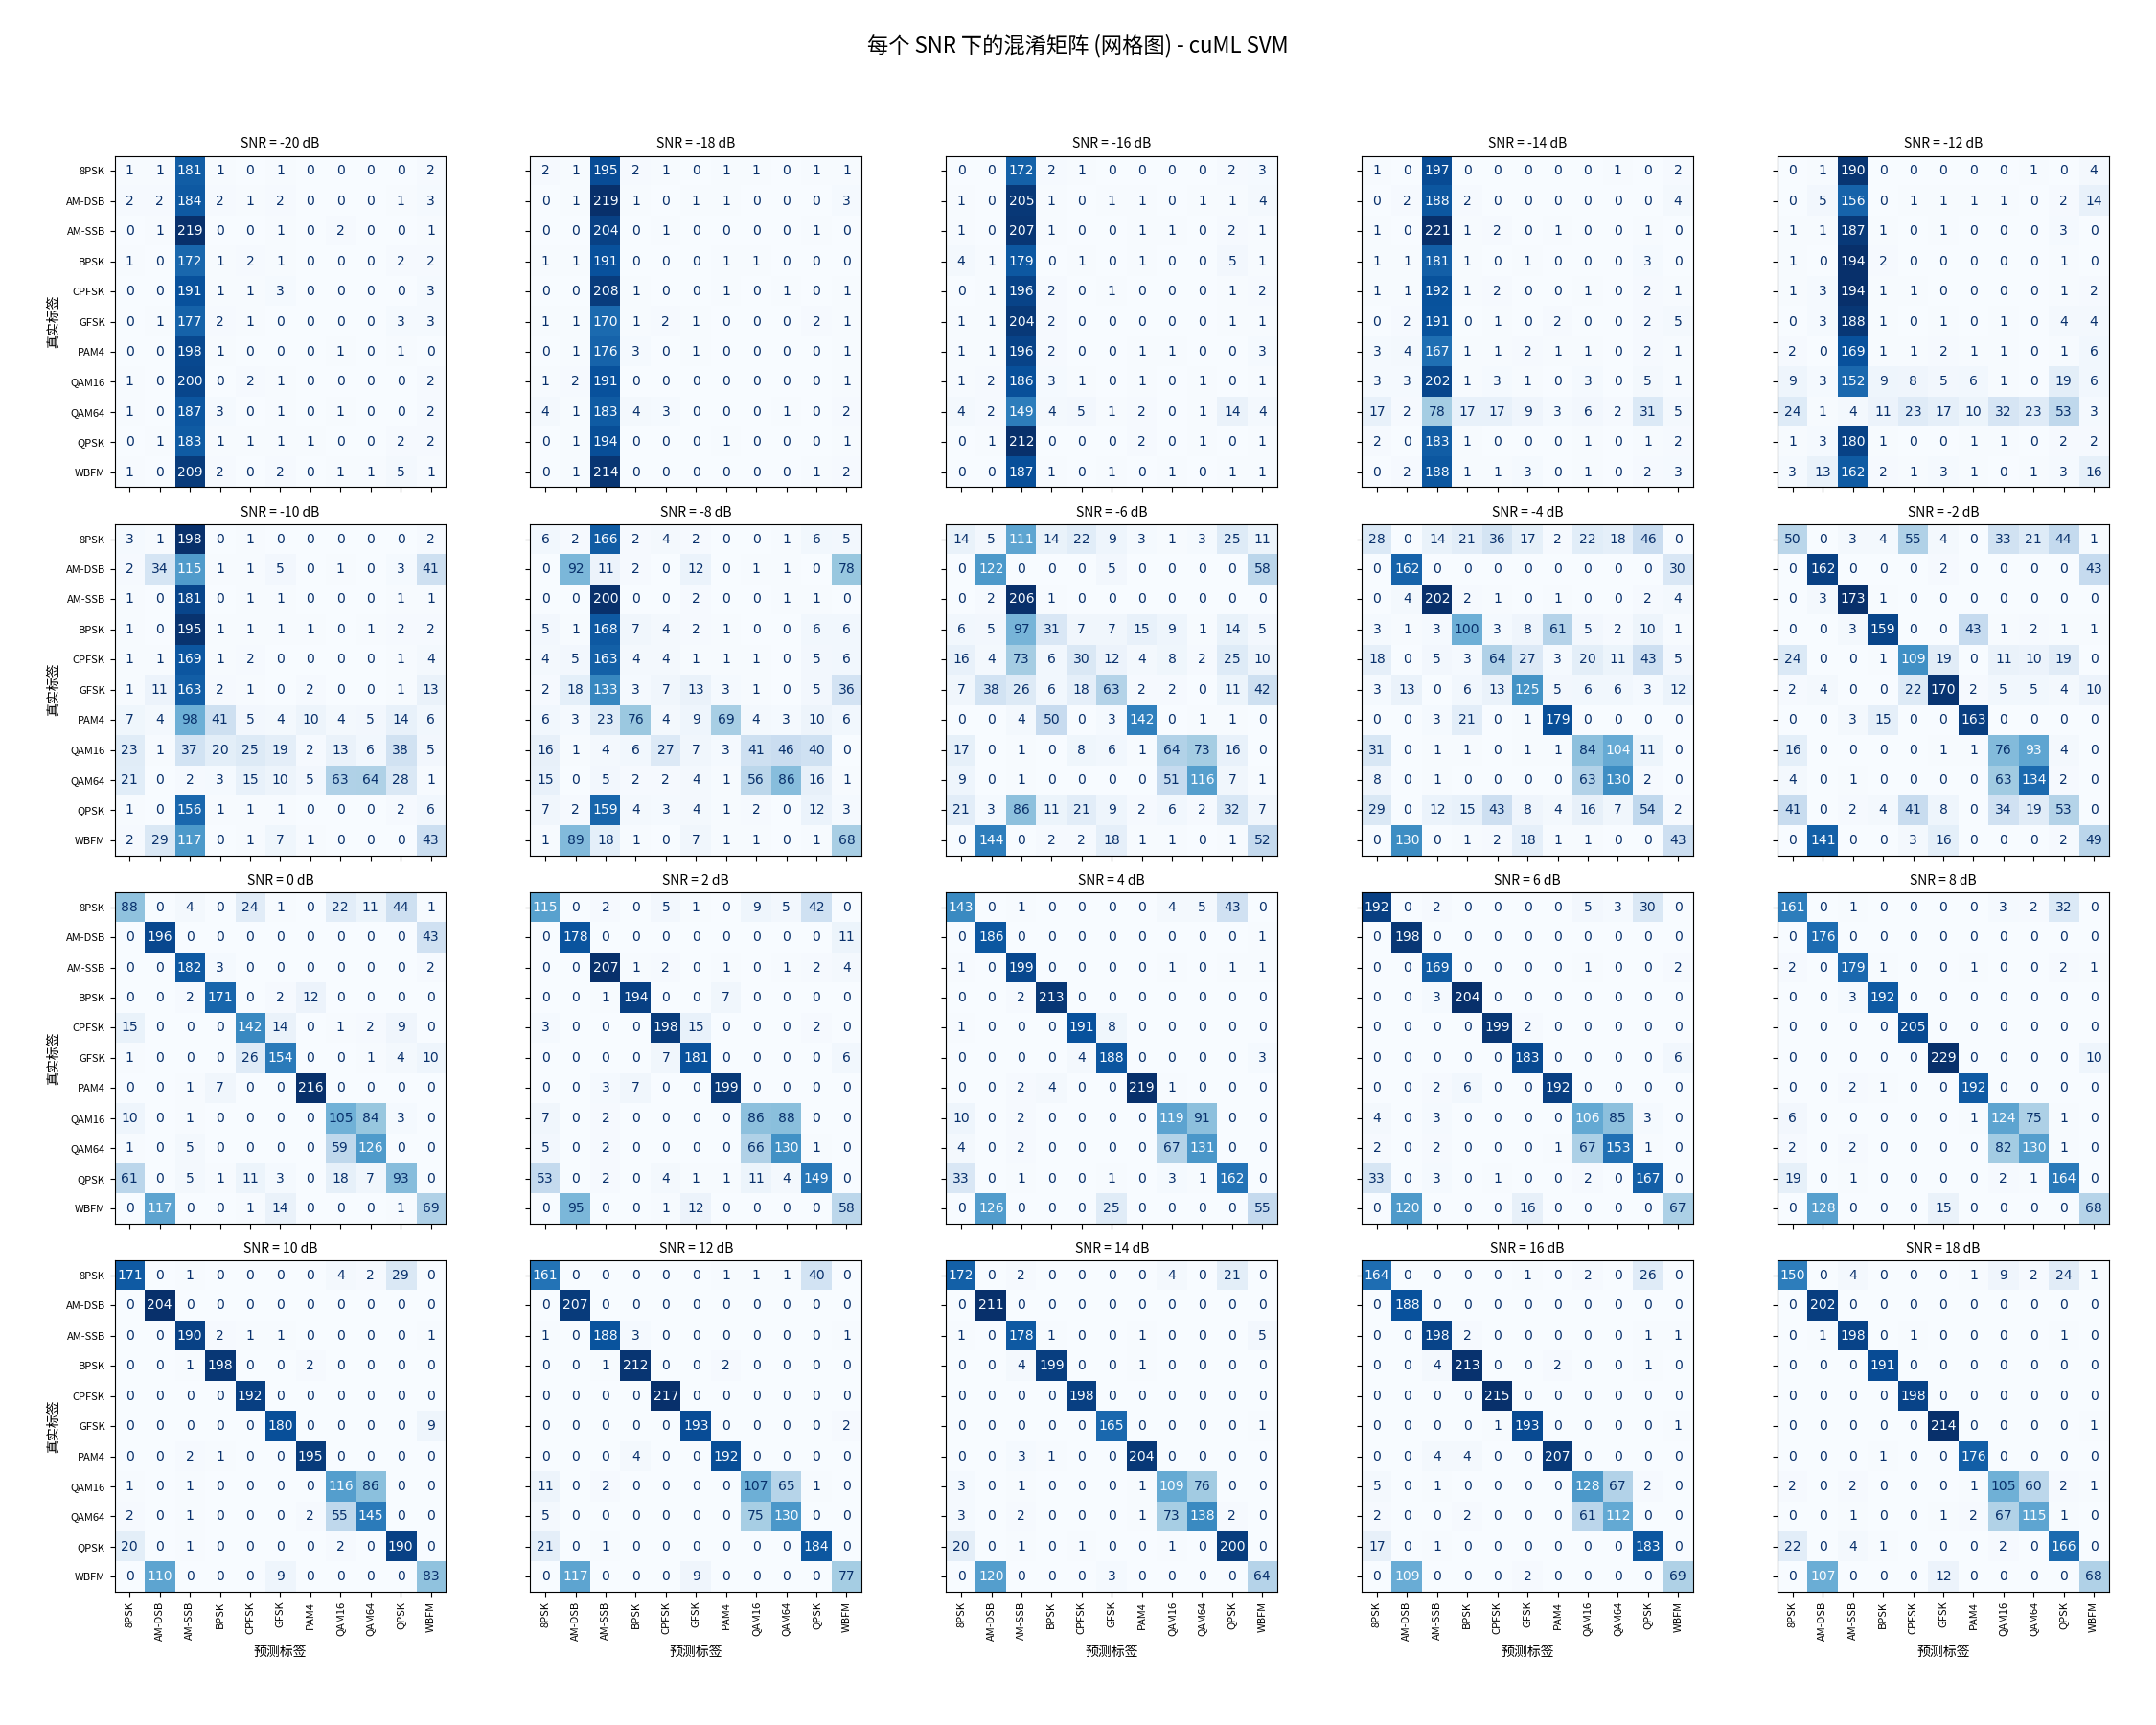 每个 SNR 下的混淆矩阵 (网格图) - cuML SVM
SNR = -20 dB
真实标签
8PSK 1 1 181 1 0 1 0 0 0 0 2
AM-DSB 2 2 184 2 1 2 0 0 0 1 3
AM-SSB 0 1 219 0 0 1 0 2 0 0 1
BPSK 1 0 172 1 2 1 0 0 0 2 2
CPFSK 0 0 191 1 1 3 0 0 0 0 3
GFSK 0 1 177 2 1 0 0 0 0 3 3
PAM4 0 0 198 1 0 0 0 1 0 1 0
QAM16 1 0 200 0 2 1 0 0 0 0 2
QAM64 1 0 187 3 0 1 0 1 0 0 2
QPSK 0 1 183 1 1 1 1 0 0 2 2
WBFM 1 0 209 2 0 2 0 1 1 5 1
SNR = -18 dB
2 1 195 2 1 0 1 1 0 1 1
0 1 219 1 0 1 1 0 0 0 3
0 0 204 0 1 0 0 0 0 1 0
1 1 191 0 0 0 1 1 0 0 0
0 0 208 1 0 0 1 0 1 0 1
1 1 170 1 2 1 0 0 0 2 1
0 1 176 3 0 1 0 0 0 0 1
1 2 191 0 0 0 0 0 0 0 1
4 1 183 4 3 0 0 0 1 0 2
0 1 194 0 0 0 1 0 0 0 1
0 1 214 0 0 0 0 0 0 1 2
SNR = -16 dB
0 0 172 2 1 0 0 0 0 2 3
1 0 205 1 0 1 1 0 1 1 4
1 0 207 1 0 0 1 1 0 2 1
4 1 179 0 1 0 1 0 0 5 1
0 1 196 2 0 1 0 0 0 1 2
1 1 204 2 0 0 0 0 0 1 1
1 1 196 2 0 0 1 1 0 0 3
1 2 186 3 1 0 1 0 1 0 1
4 2 149 4 5 1 2 0 1 14 4
0 1 212 0 0 0 2 0 1 0 1
0 0 187 1 0 1 0 1 0 1 1
SNR = -14 dB
1 0 197 0 0 0 0 0 1 0 2
0 2 188 2 0 0 0 0 0 0 4
1 0 221 1 2 0 1 0 0 1 0
1 1 181 1 0 1 0 0 0 3 0
1 1 192 1 2 0 0 1 0 2 1
0 2 191 0 1 0 2 0 0 2 5
3 4 167 1 1 2 1 1 0 2 1
3 3 202 1 3 1 0 3 0 5 1
17 2 78 17 17 9 3 6 2 31 5
2 0 183 1 0 0 0 1 0 1 2
0 2 188 1 1 3 0 1 0 2 3
SNR = -12 dB
0 1 190 0 0 0 0 0 1 0 4
0 5 156 0 1 1 1 1 0 2 14
1 1 187 1 0 1 0 0 0 3 0
1 0 194 2 0 0 0 0 0 1 0
1 3 194 1 1 0 0 0 0 1 2
0 3 188 1 0 1 0 1 0 4 4
2 0 169 1 1 2 1 1 0 1 6
9 3 152 9 8 5 6 1 0 19 6
24 1 4 11 23 17 10 32 23 53 3
1 3 180 1 0 0 1 1 0 2 2
3 13 162 2 1 3 1 0 1 3 16
SNR = -10 dB
真实标签
8PSK 3 1 198 0 1 0 0 0 0 0 2
AM-DSB 2 34 115 1 1 5 0 1 0 3 41
AM-SSB 1 0 181 0 1 1 0 0 0 1 1
BPSK 1 0 195 1 1 1 1 0 1 2 2
CPFSK 1 1 169 1 2 0 0 0 0 1 4
GFSK 1 11 163 2 1 0 2 0 0 1 13
PAM4 7 4 98 41 5 4 10 4 5 14 6
QAM16 23 1 37 20 25 19 2 13 6 38 5
QAM64 21 0 2 3 15 10 5 63 64 28 1
QPSK 1 0 156 1 1 1 0 0 0 2 6
WBFM 2 29 117 0 1 7 1 0 0 0 43
SNR = -8 dB
6 2 166 2 4 2 0 0 1 6 5
0 92 11 2 0 12 0 1 1 0 78
0 0 200 0 0 2 0 0 1 1 0
5 1 168 7 4 2 1 0 0 6 6
4 5 163 4 4 1 1 1 0 5 6
2 18 133 3 7 13 3 1 0 5 36
6 3 23 76 4 9 69 4 3 10 6
16 1 4 6 27 7 3 41 46 40 0
15 0 5 2 2 4 1 56 86 16 1
7 2 159 4 3 4 1 2 0 12 3
1 89 18 1 0 7 1 1 0 1 68
SNR = -6 dB
14 5 111 14 22 9 3 1 3 25 11
0 122 0 0 0 5 0 0 0 0 58
0 2 206 1 0 0 0 0 0 0 0
6 5 97 31 7 7 15 9 1 14 5
16 4 73 6 30 12 4 8 2 25 10
7 38 26 6 18 63 2 2 0 11 42
0 0 4 50 0 3 142 0 1 1 0
17 0 1 0 8 6 1 64 73 16 0
9 0 1 0 0 0 0 51 116 7 1
21 3 86 11 21 9 2 6 2 32 7
0 144 0 2 2 18 1 1 0 1 52
SNR = -4 dB
28 0 14 21 36 17 2 22 18 46 0
0 162 0 0 0 0 0 0 0 0 30
0 4 202 2 1 0 1 0 0 2 4
3 1 3 100 3 8 61 5 2 10 1
18 0 5 3 64 27 3 20 11 43 5
3 13 0 6 13 125 5 6 6 3 12
0 0 3 21 0 1 179 0 0 0 0
31 0 1 1 0 1 1 84 104 11 0
8 0 1 0 0 0 0 63 130 2 0
29 0 12 15 43 8 4 16 7 54 2
0 130 0 1 2 18 1 1 0 0 43
SNR = -2 dB
50 0 3 4 55 4 0 33 21 44 1
0 162 0 0 0 2 0 0 0 0 43
0 3 173 1 0 0 0 0 0 0 0
0 0 3 159 0 0 43 1 2 1 1
24 0 0 1 109 19 0 11 10 19 0
2 4 0 0 22 170 2 5 5 4 10
0 0 3 15 0 0 163 0 0 0 0
16 0 0 0 0 1 1 76 93 4 0
4 0 1 0 0 0 0 63 134 2 0
41 0 2 4 41 8 0 34 19 53 0
0 141 0 0 3 16 0 0 0 2 49
SNR = 0 dB
真实标签
8PSK 88 0 4 0 24 1 0 22 11 44 1
AM-DSB 0 196 0 0 0 0 0 0 0 0 43
AM-SSB 0 0 182 3 0 0 0 0 0 0 2
BPSK 0 0 2 171 0 2 12 0 0 0 0
CPFSK 15 0 0 0 142 14 0 1 2 9 0
GFSK 1 0 0 0 26 154 0 0 1 4 10
PAM4 0 0 1 7 0 0 216 0 0 0 0
QAM16 10 0 1 0 0 0 0 105 84 3 0
QAM64 1 0 5 0 0 0 0 59 126 0 0
QPSK 61 0 5 1 11 3 0 18 7 93 0
WBFM 0 117 0 0 1 14 0 0 0 1 69
SNR = 2 dB
115 0 2 0 5 1 0 9 5 42 0
0 178 0 0 0 0 0 0 0 0 11
0 0 207 1 2 0 1 0 1 2 4
0 0 1 194 0 0 7 0 0 0 0
3 0 0 0 198 15 0 0 0 2 0
0 0 0 0 7 181 0 0 0 0 6
0 0 3 7 0 0 199 0 0 0 0
7 0 2 0 0 0 0 86 88 0 0
5 0 2 0 0 0 0 66 130 1 0
53 0 2 0 4 1 1 11 4 149 0
0 95 0 0 1 12 0 0 0 0 58
SNR = 4 dB
143 0 1 0 0 0 0 4 5 43 0
0 186 0 0 0 0 0 0 0 0 1
1 0 199 0 0 0 0 1 0 1 1
0 0 2 213 0 0 0 0 0 0 0
1 0 0 0 191 8 0 0 0 0 0
0 0 0 0 4 188 0 0 0 0 3
0 0 2 4 0 0 219 1 0 0 0
10 0 2 0 0 0 0 119 91 0 0
4 0 2 0 0 0 0 67 131 0 0
33 0 1 0 0 1 0 3 1 162 0
0 126 0 0 0 25 0 0 0 0 55
SNR = 6 dB
192 0 2 0 0 0 0 5 3 30 0
0 198 0 0 0 0 0 0 0 0 0
0 0 169 0 0 0 0 1 0 0 2
0 0 3 204 0 0 0 0 0 0 0
0 0 0 0 199 2 0 0 0 0 0
0 0 0 0 0 183 0 0 0 0 6
0 0 2 6 0 0 192 0 0 0 0
4 0 3 0 0 0 0 106 85 3 0
2 0 2 0 0 0 1 67 153 1 0
33 0 3 0 1 0 0 2 0 167 0
0 120 0 0 0 16 0 0 0 0 67
SNR = 8 dB
161 0 1 0 0 0 0 3 2 32 0
0 176 0 0 0 0 0 0 0 0 0
2 0 179 1 0 0 1 0 0 2 1
0 0 3 192 0 0 0 0 0 0 0
0 0 0 0 205 0 0 0 0 0 0
0 0 0 0 0 229 0 0 0 0 10
0 0 2 1 0 0 192 0 0 0 0
6 0 0 0 0 0 1 124 75 1 0
2 0 2 0 0 0 0 82 130 1 0
19 0 1 0 0 0 0 2 1 164 0
0 128 0 0 0 15 0 0 0 0 68
SNR = 10 dB
真实标签
8PSK 171 0 1 0 0 0 0 4 2 29 0
AM-DSB 0 204 0 0 0 0 0 0 0 0 0
AM-SSB 0 0 190 2 1 1 0 0 0 0 1
BPSK 0 0 1 198 0 0 2 0 0 0 0
CPFSK 0 0 0 0 192 0 0 0 0 0 0
GFSK 0 0 0 0 0 180 0 0 0 0 9
PAM4 0 0 2 1 0 0 195 0 0 0 0
QAM16 1 0 1 0 0 0 0 116 86 0 0
QAM64 2 0 1 0 0 0 2 55 145 0 0
QPSK 20 0 1 0 0 0 0 2 0 190 0
WBFM 0 110 0 0 0 9 0 0 0 0 83
8PSK AM-DSB AM-SSB BPSK CPFSK GFSK PAM4 QAM16 QAM64 QPSK WBFM
预测标签
SNR = 12 dB
161 0 0 0 0 0 1 1 1 40 0
0 207 0 0 0 0 0 0 0 0 0
1 0 188 3 0 0 0 0 0 0 1
0 0 1 212 0 0 2 0 0 0 0
0 0 0 0 217 0 0 0 0 0 0
0 0 0 0 0 193 0 0 0 0 2
0 0 0 4 0 0 192 0 0 0 0
11 0 2 0 0 0 0 107 65 1 0
5 0 0 0 0 0 0 75 130 0 0
21 0 1 0 0 0 0 0 0 184 0
0 117 0 0 0 9 0 0 0 0 77
8PSK AM-DSB AM-SSB BPSK CPFSK GFSK PAM4 QAM16 QAM64 QPSK WBFM
预测标签
SNR = 14 dB
172 0 2 0 0 0 0 4 0 21 0
0 211 0 0 0 0 0 0 0 0 0
1 0 178 1 0 0 1 0 0 0 5
0 0 4 199 0 0 1 0 0 0 0
0 0 0 0 198 0 0 0 0 0 0
0 0 0 0 0 165 0 0 0 0 1
0 0 3 1 0 0 204 0 0 0 0
3 0 1 0 0 0 1 109 76 0 0
3 0 2 0 0 0 1 73 138 2 0
20 0 1 0 1 0 0 1 0 200 0
0 120 0 0 0 3 0 0 0 0 64
8PSK AM-DSB AM-SSB BPSK CPFSK GFSK PAM4 QAM16 QAM64 QPSK WBFM
预测标签
SNR = 16 dB
164 0 0 0 0 1 0 2 0 26 0
0 188 0 0 0 0 0 0 0 0 0
0 0 198 2 0 0 0 0 0 1 1
0 0 4 213 0 0 2 0 0 1 0
0 0 0 0 215 0 0 0 0 0 0
0 0 0 0 1 193 0 0 0 0 1
0 0 4 4 0 0 207 0 0 0 0
5 0 1 0 0 0 0 128 67 2 0
2 0 0 2 0 0 0 61 112 0 0
17 0 1 0 0 0 0 0 0 183 0
0 109 0 0 0 2 0 0 0 0 69
8PSK AM-DSB AM-SSB BPSK CPFSK GFSK PAM4 QAM16 QAM64 QPSK WBFM
预测标签
SNR = 18 dB
150 0 4 0 0 0 1 9 2 24 1
0 202 0 0 0 0 0 0 0 0 0
0 1 198 0 1 0 0 0 0 1 0
0 0 0 191 0 0 0 0 0 0 0
0 0 0 0 198 0 0 0 0 0 0
0 0 0 0 0 214 0 0 0 0 1
0 0 0 1 0 0 176 0 0 0 0
2 0 2 0 0 0 1 105 60 2 1
0 0 1 0 0 1 2 67 115 1 0
22 0 4 1 0 0 0 2 0 166 0
0 107 0 0 0 12 0 0 0 0 68
8PSK AM-DSB AM-SSB BPSK CPFSK GFSK PAM4 QAM16 QAM64 QPSK WBFM
预测标签